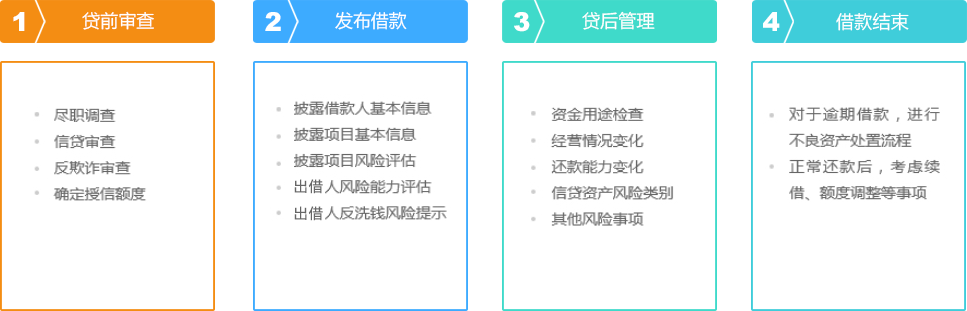 1 贷前审查
尽职调查
信贷审查
反欺诈审查
确定授信额度
2 发布借款
披露借款人基本信息
披露项目基本信息
披露项目风险评估
出借人风险能力评估
出借人反洗钱风险提示
3 贷后管理
资金用途检查
经营情况变化
还款能力变化
信贷资产风险类别
其他风险事项
4 借款结束
对于逾期借款，进行
不良资产处置流程
正常还款后，考虑续
借、额度调整等事项